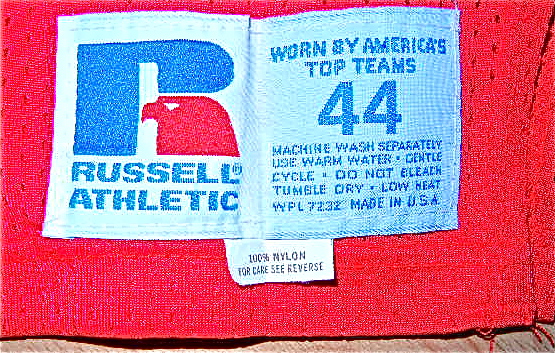 RUSSELL®
ATHLETIC
WORN BY AMERICA'S
TOP TEAMS
44
MACHINE WASH SEPARATELY
USE WARM WATER • GENTLE
CYCLE • DO NOT BLEACH
TUMBLE DRY • LOW HEAT
WPL 7232 MADE IN U.S.A.
100% NYLON
FOR CARE SEE REVERSE